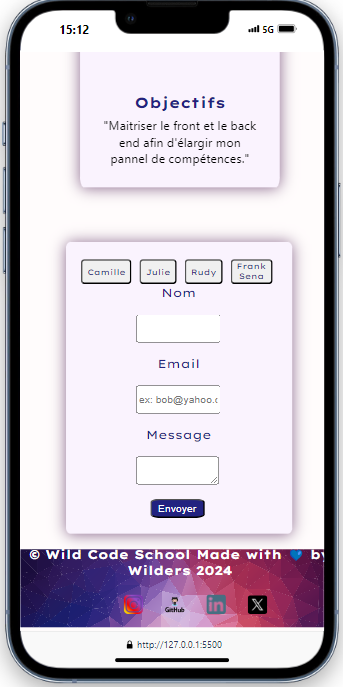 15:12
5G
Objectifs
"Maitriser le front et le back
end afin d'élargir mon
pannel de compétences."
Camille Julie Rudy Frank
Sena
Nom
Email
ex: bob@yahoo.c
Message
Envoyer
© Wild Code School Made with 💙 by
Wilders 2024
GitHub
in
X
http://127.0.0.1:5500